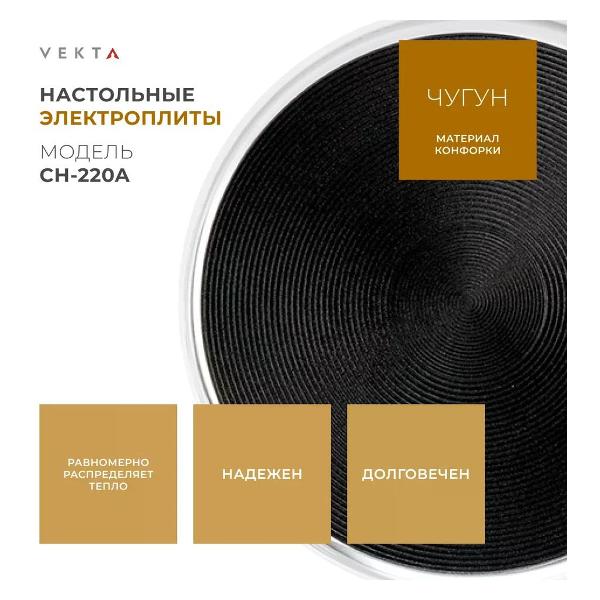 VEKTA
НАСТОЛЬНЫЕ
ЭЛЕКТРОПЛИТЫ
МОДЕЛЬ
CH-220A
ЧУГУН
МАТЕРИАЛ
КОНФОРКИ
РАВНОМЕРНО
РАСПРЕДЕЛЯЕТ
ТЕПЛО
НАДЕЖЕН
ДОЛГОВЕЧЕН